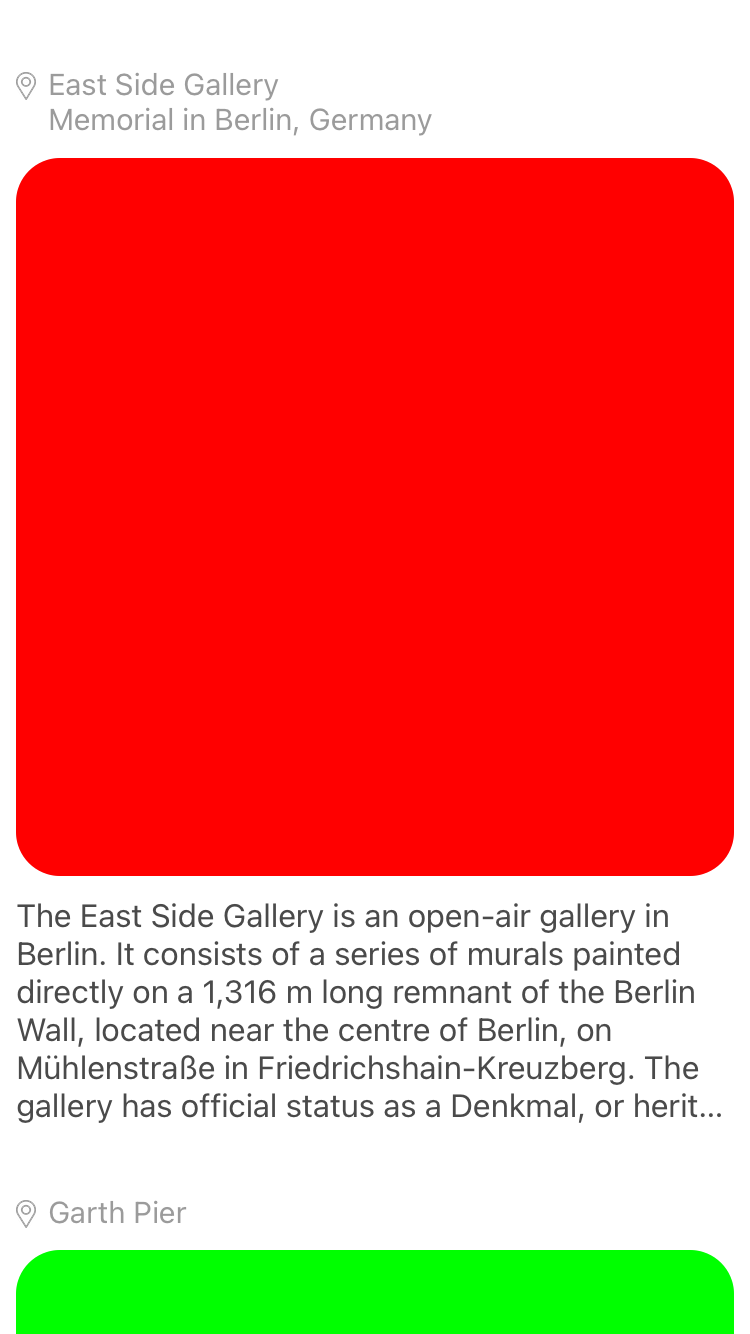 East Side Gallery
Memorial in Berlin, Germany
The East Side Gallery is an open-air gallery in
Berlin. It consists of a series of murals painted
directly on a 1,316 m long remnant of the Berlin
Wall, located near the centre of Berlin, on
Mühlenstraße in Friedrichshain-Kreuzberg. The
gallery has official status as a Denkmal, or herit...
Garth Pier